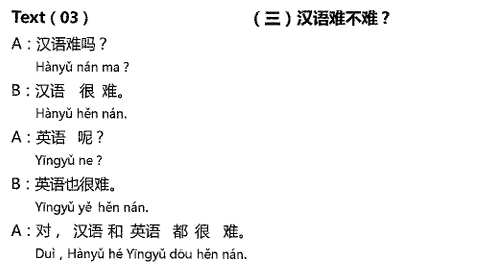 Text（03） （三）汉语难不难？
A：汉语难吗？
Hànyǔ nán ma？
B：汉语 很 难。
Hànyǔ hěn nán.
A：英语 呢？
Yīngyǔ ne？
B：英语也很难。
Yīngyǔ yě hěn nán.
A：对，汉语 和 英语 都 很 难。
Duì，Hànyǔ hé Yīngyǔ dōu hěn nán.